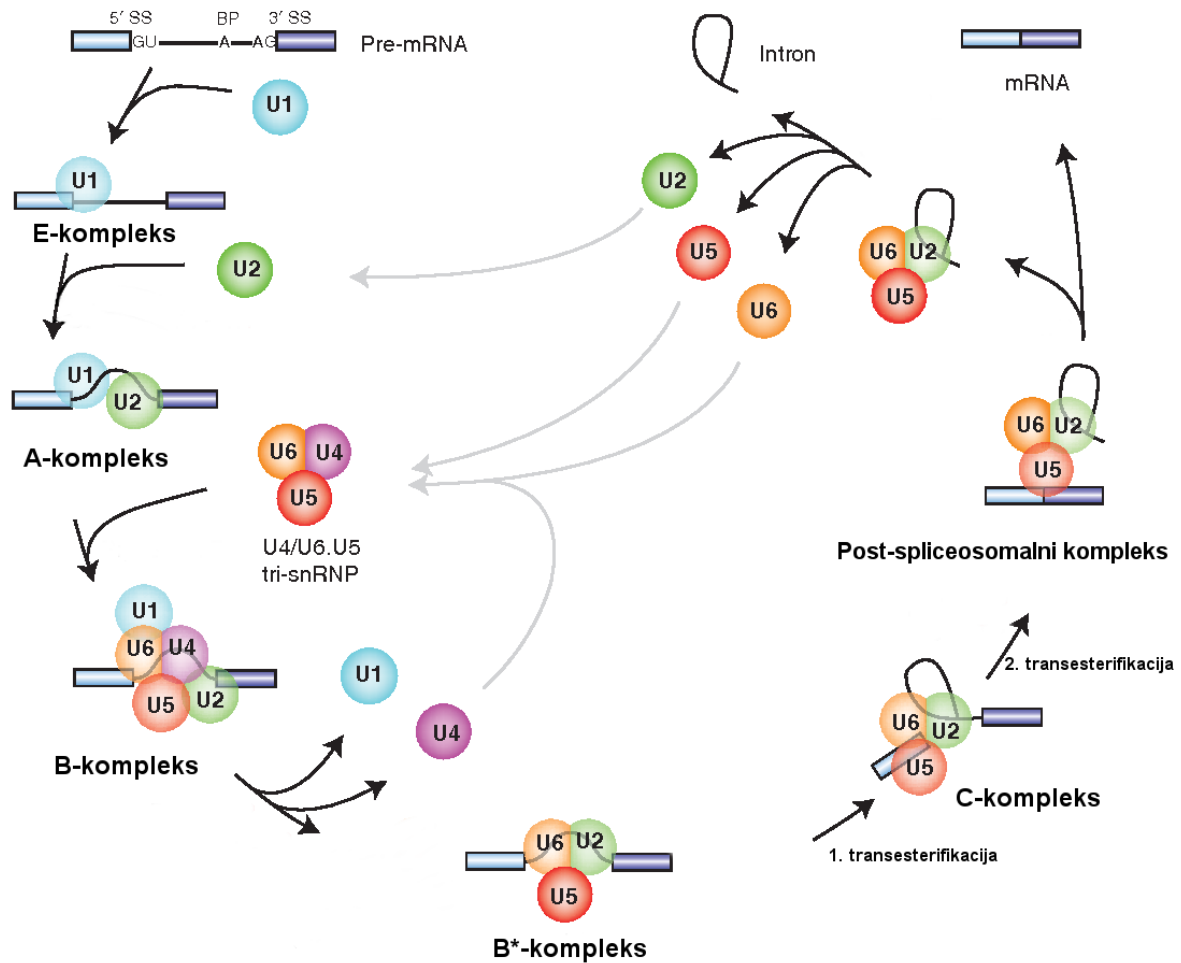 5' SS
BP
3' SS
GU
A
AG
Pre-mRNA
U1
U1
E-kompleks
U2
U1
U2
A-kompleks
U6
U4
U5
U4/U6.U5
tri-snRNP
U1
U6
U4
U5
U2
B-kompleks
U1
U4
U6
U2
U5
B*-kompleks
1. transesterifikacija
U6
U2
U5
C-kompleks
2. transesterifikacija
U6
U2
U5
Post-spliceosomalni kompleks
mRNA
U6
U2
U5
Intron
U2
U5
U6